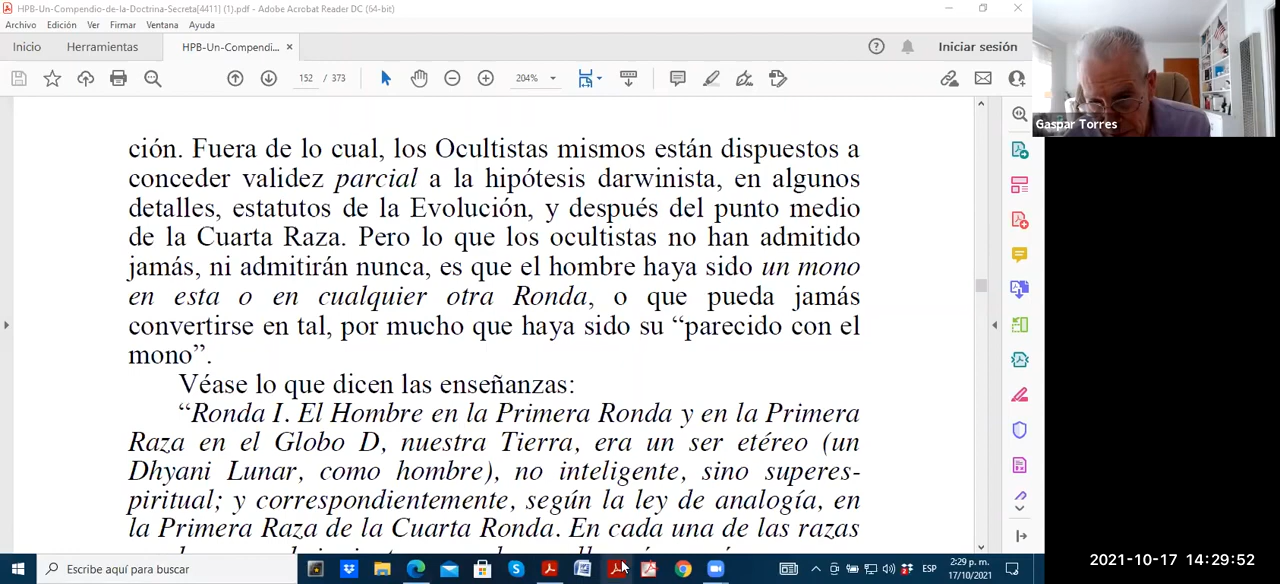 HPB-Un-Compendio-de-la-Doctrina-Secreta[4411] (1).pdf - Adobe Acrobat Reader DC (64-bit)
Archivo Edición Ver Firmar Ventana Ayuda
Inicio Herramientas HPB-Un-Compendi... × Iniciar sesión
152 / 373 204%
Gaspar Torres
ción. Fuera de lo cual, los Ocultistas mismos están dispuestos a
conceder validez parcial a la hipótesis darwinista, en algunos
detalles, estatutos de la Evolución, y después del punto medio
de la Cuarta Raza. Pero lo que los ocultistas no han admitido
jamás, ni admitirán nunca, es que el hombre haya sido un mono
en esta o en cualquier otra Ronda, o que pueda jamás
convertirse en tal, por mucho que haya sido su “parecido con el
mono”.
Véase lo que dicen las enseñanzas:
“Ronda I. El Hombre en la Primera Ronda y en la Primera
Raza en el Globo D, nuestra Tierra, era un ser etéreo (un
Dhyani Lunar, como hombre), no inteligente, sino superes-
piritual; y correspondientemente, según la ley de analogía, en
la Primera Raza de la Cuarta Ronda. En cada una de las razas
Escribe aquí para buscar
ESP
2:29 p. m.
17/10/2021
2021-10-17 14:29:52